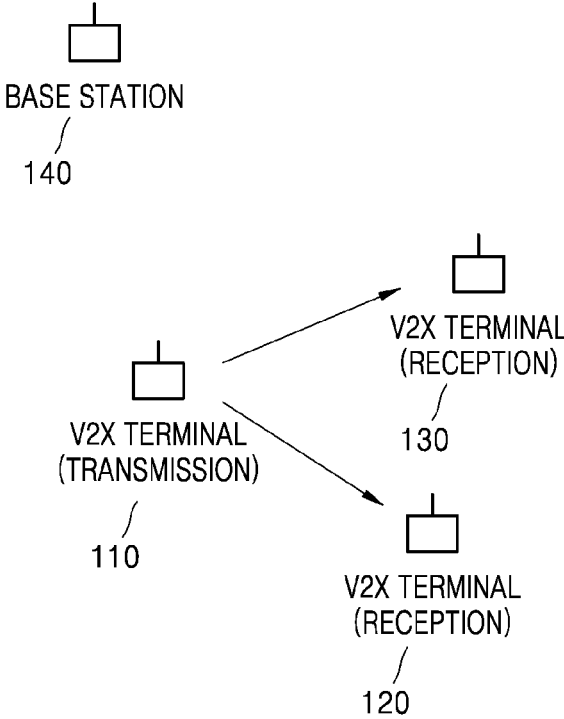 BASE STATION
140
V2X TERMINAL
(RECEPTION)
130
V2X TERMINAL
(TRANSMISSION)
110
V2X TERMINAL
(RECEPTION)
120